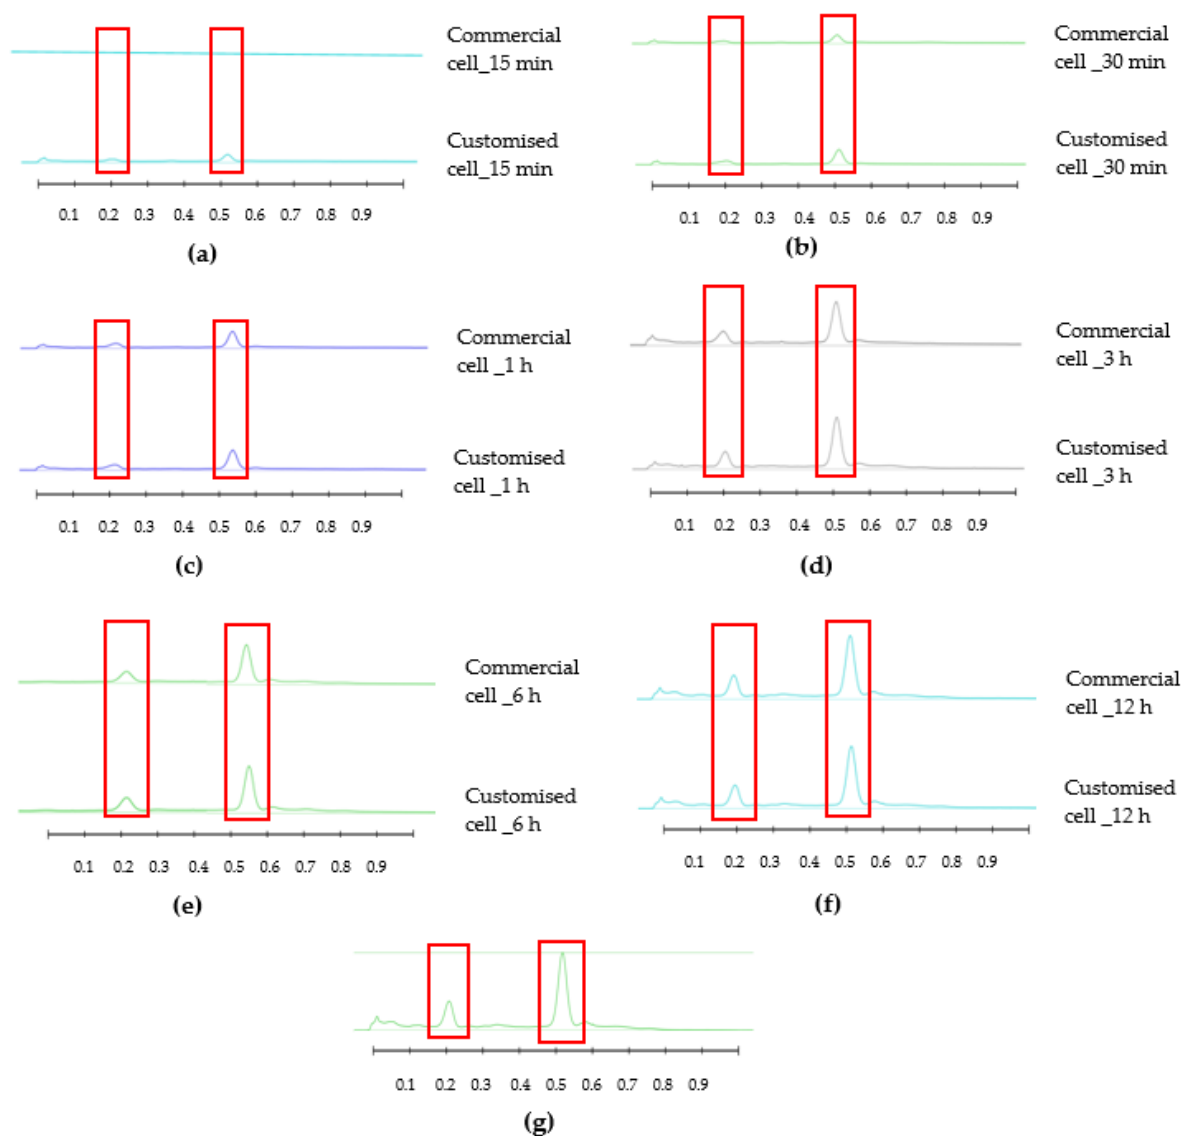 Commercial
cell_15 min
Customised
cell_15 min
0.1 0.2 0.3 0.4 0.5 0.6 0.7 0.8 0.9
(a)
Commercial
cell _30 min
Customised
cell _30 min
0.1 0.2 0.3 0.4 0.5 0.6 0.7 0.8 0.9
(b)
Commercial
cell _1 h
Customised
cell _1 h
0.1 0.2 0.3 0.4 0.5 0.6 0.7 0.8 0.9
(c)
Commercial
cell _3 h
Customised
cell _3 h
0.1 0.2 0.3 0.4 0.5 0.6 0.7 0.8 0.9
(d)
Commercial
cell _6 h
Customised
cell _6 h
0.1 0.2 0.3 0.4 0.5 0.6 0.7 0.8 0.9
(e)
Commercial
cell _12 h
Customised
cell _12 h
0.1 0.2 0.3 0.4 0.5 0.6 0.7 0.8 0.9
(f)
0.1 0.2 0.3 0.4 0.5 0.6 0.7 0.8 0.9
(g)